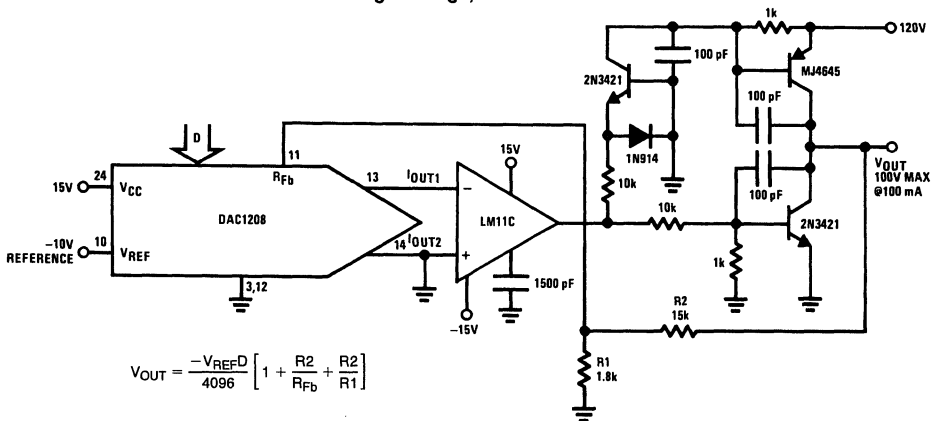 1k
120V
100 pF
2N3421
MJ4645
100 pF
D
11
1N914
15V
VOUT
100V MAX
@100 mA
15V
24
VCC
RFb
13
IOUT1
−
10k
100 pF
DAC1208
LM11C
10k
2N3421
−10V
REFERENCE
10
VREF
14
IOUT2
+
1500 pF
1k
3,12
R2
15k
−15V
VOUT = −VREFD/4096 [1 + R2/RFb + R2/R1]
R1
1.8k